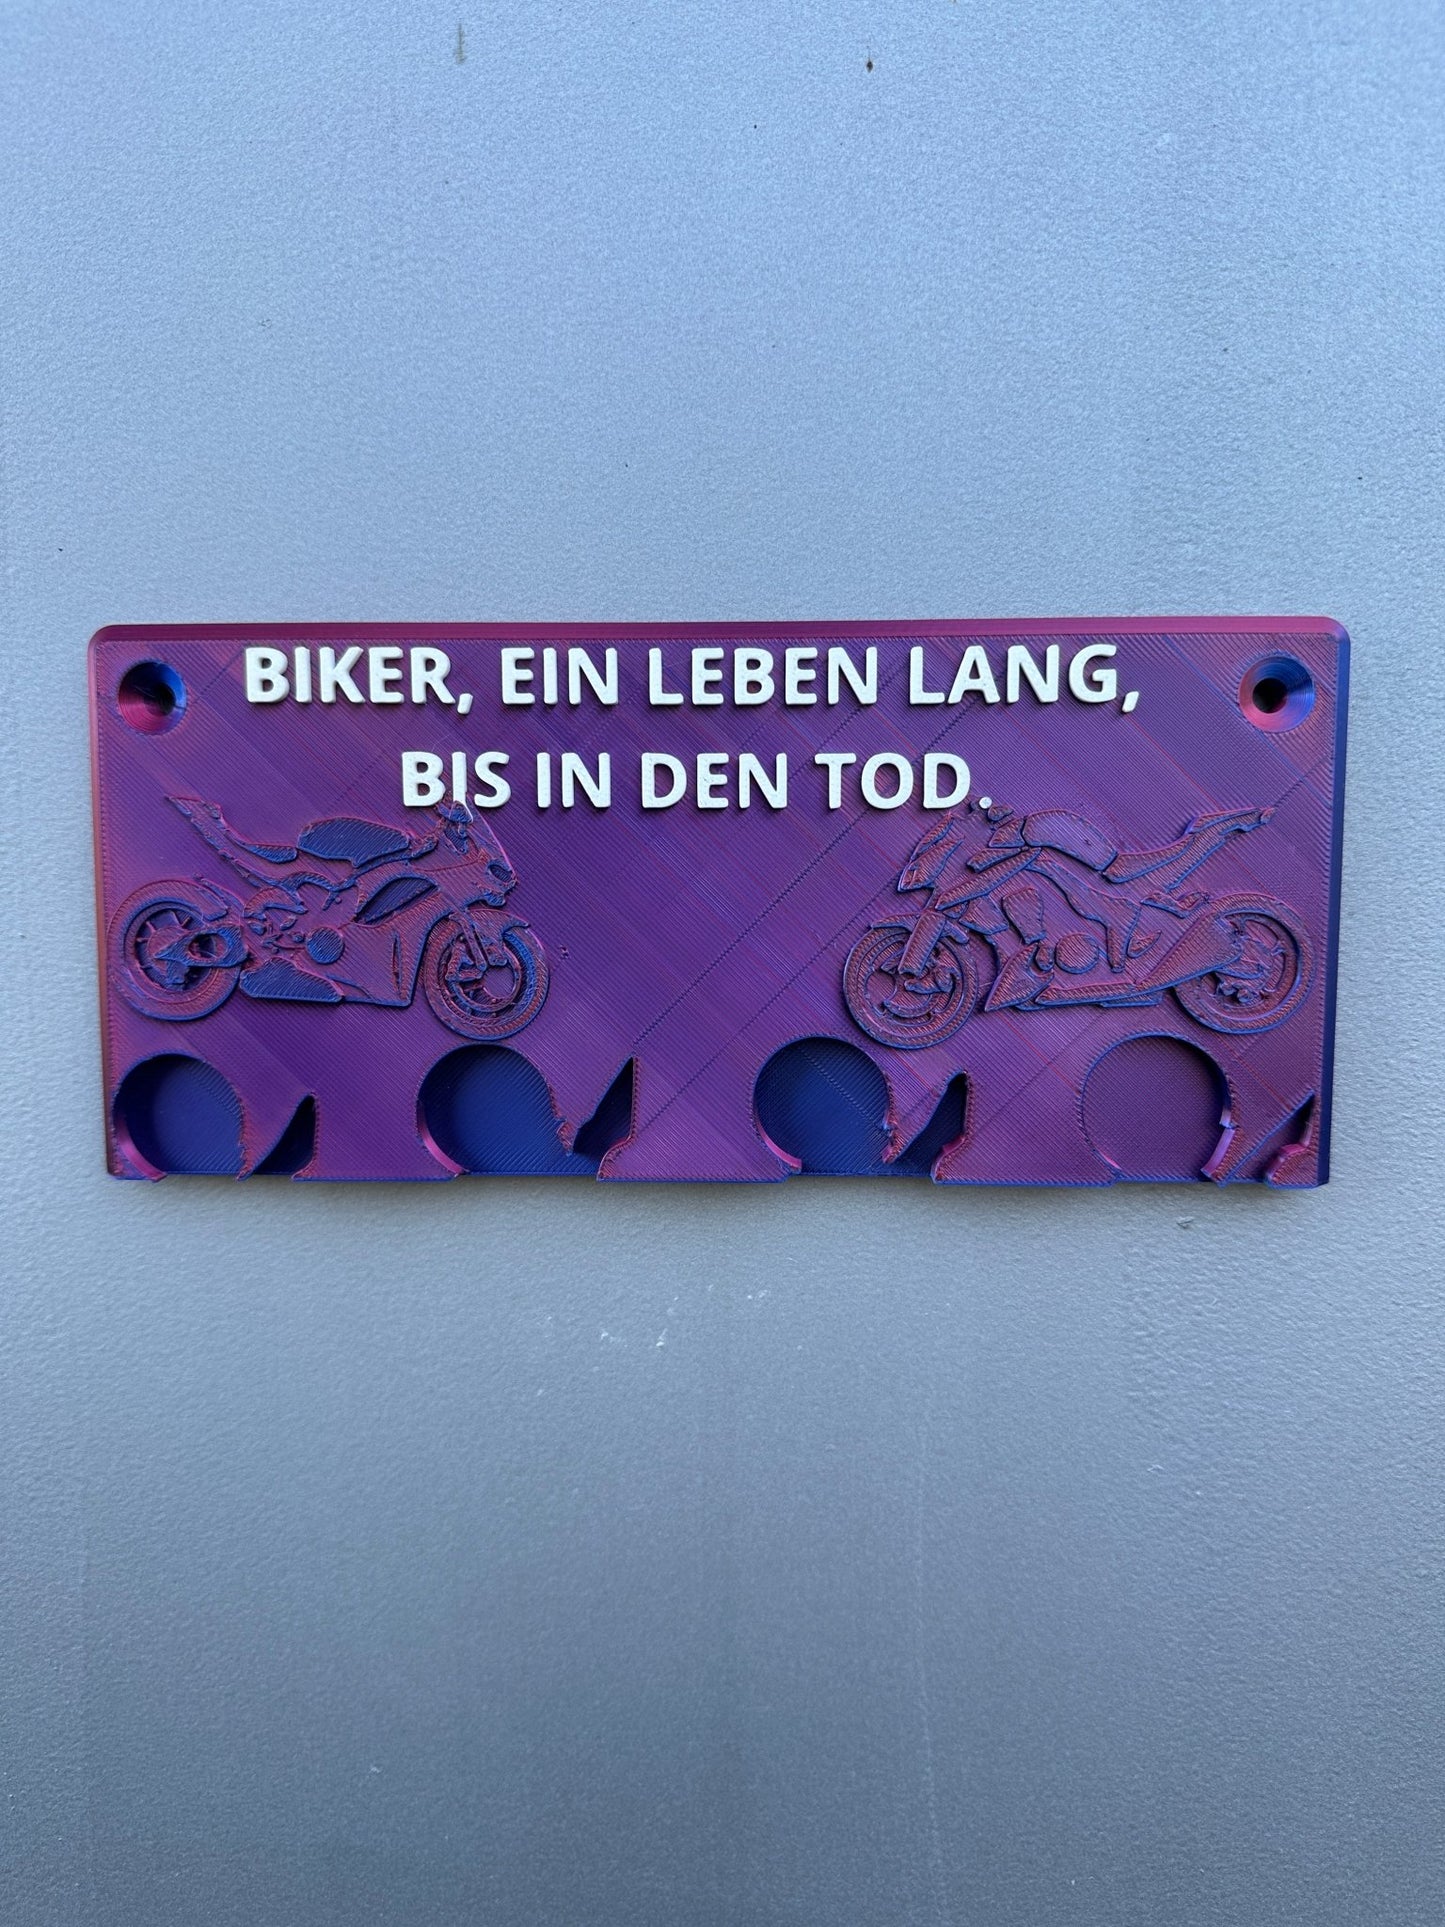 BIKER, EIN LEBEN LANG,
BIS IN DEN TOD.